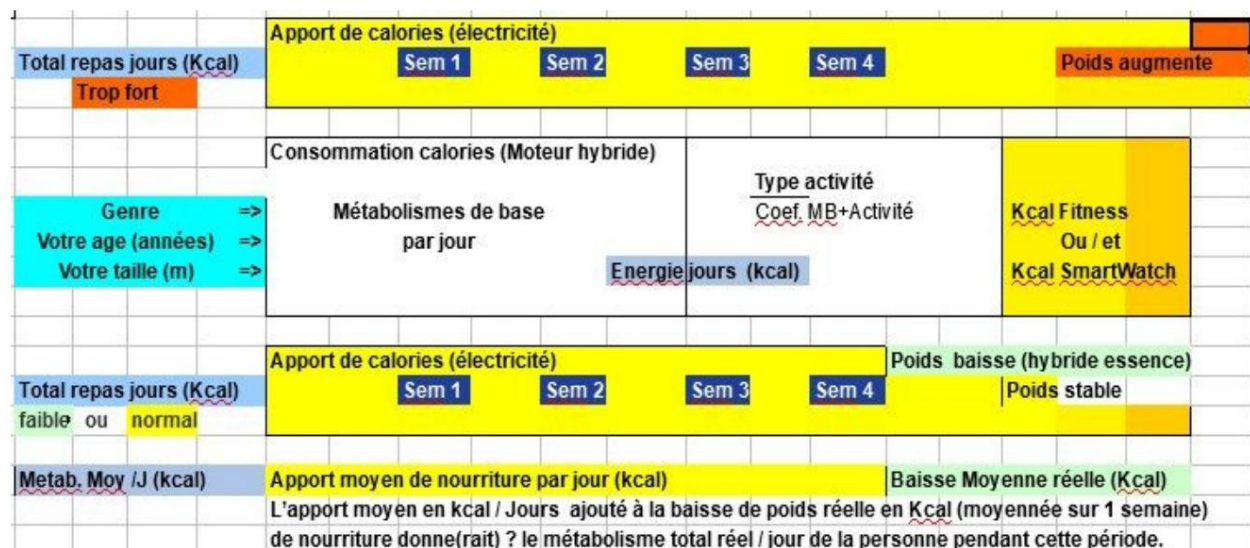 Apport de calories (électricité)
Total repas jours (Kcal) Sem 1 Sem 2 Sem 3 Sem 4 Poids augmente
Trop fort
Consommation calories (Moteur hybride)
Type activité
Genre => Métabolismes de base Coef. MB+Activité Kcal Fitness
Votre age (années) => par jour Ou / et
Votre taille (m) => Energie jours (kcal) Kcal SmartWatch
Apport de calories (électricité) Poids baisse (hybride essence)
Total repas jours (Kcal) Sem 1 Sem 2 Sem 3 Sem 4 Poids stable
faible ou normal
Metab. Moy /J (kcal) Apport moyen de nourriture par jour (kcal) Baisse Moyenne réelle (Kcal)
L'apport moyen en kcal / Jours ajouté à la baisse de poids réelle en Kcal (moyennée sur 1 semaine)
de nourriture donne(rait) ? le métabolisme total réel / jour de la personne pendant cette période.